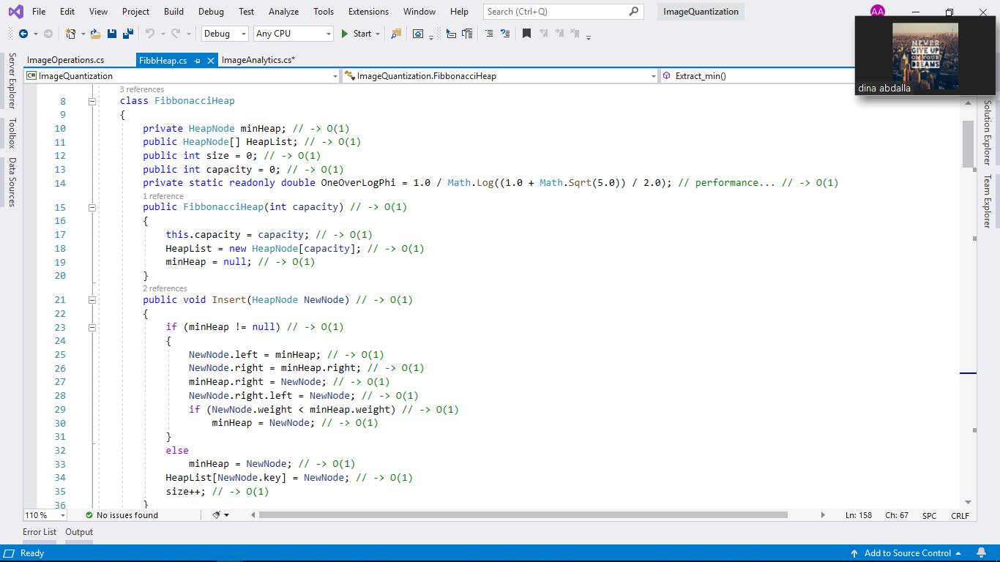 File Edit View Project Build Debug Test Analyze Tools Extensions Window Help Search (Ctrl+Q) ImageQuantization AA
Debug Any CPU Start
NEVER
GIVE UP
ON YOUR
DREAMS
dina abdalla
ImageOperations.cs FibbHeap.cs ImageAnalytics.cs*
C# ImageQuantization ImageQuantization.FibbonacciHeap Extract_min()
Server Explorer
Toolbox
Data Sources
Solution Explorer
Team Explorer
3 references
8 class FibbonacciHeap
9 {
10 private HeapNode minHeap; // -> O(1)
11 public HeapNode[] HeapList; // -> O(1)
12 public int size = 0; // -> O(1)
13 public int capacity = 0; // -> O(1)
14 private static readonly double OneOverLogPhi = 1.0 / Math.Log((1.0 + Math.Sqrt(5.0)) / 2.0); // performance... // -> O(1)
1 reference
15 public FibbonacciHeap(int capacity) // -> O(1)
16 {
17 this.capacity = capacity; // -> O(1)
18 HeapList = new HeapNode[capacity]; // -> O(1)
19 minHeap = null; // -> O(1)
20 }
2 references
21 public void Insert(HeapNode NewNode) // -> O(1)
22 {
23 if (minHeap != null) // -> O(1)
24 {
25 NewNode.left = minHeap; // -> O(1)
26 NewNode.right = minHeap.right; // -> O(1)
27 minHeap.right = NewNode; // -> O(1)
28 NewNode.right.left = NewNode; // -> O(1)
29 if (NewNode.weight < minHeap.weight) // -> O(1)
30 minHeap = NewNode; // -> O(1)
31 }
32 else
33 minHeap = NewNode; // -> O(1)
34 HeapList[NewNode.key] = NewNode; // -> O(1)
35 size++; // -> O(1)
36 }
110 % No issues found Ln: 158 Ch: 67 SPC CRLF
Error List Output
Ready Add to Source Control